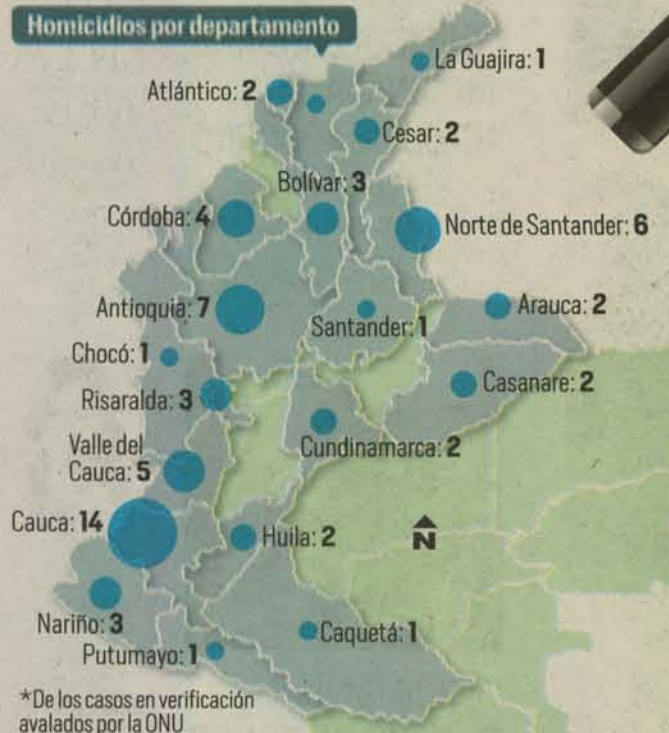 Homicidios por departamento
La Guajira: 1
Atlántico: 2
Cesar: 2
Bolívar: 3
Córdoba: 4
Norte de Santander: 6
Antioquia: 7
Santander: 1
Arauca: 2
Chocó: 1
Casanare: 2
Risaralda: 3
Cundinamarca: 2
Valle del
Cauca: 5
Cauca: 14
Huila: 2
N
Nariño: 3
Caquetá: 1
Putumayo: 1
*De los casos en verificación
avalados por la ONU